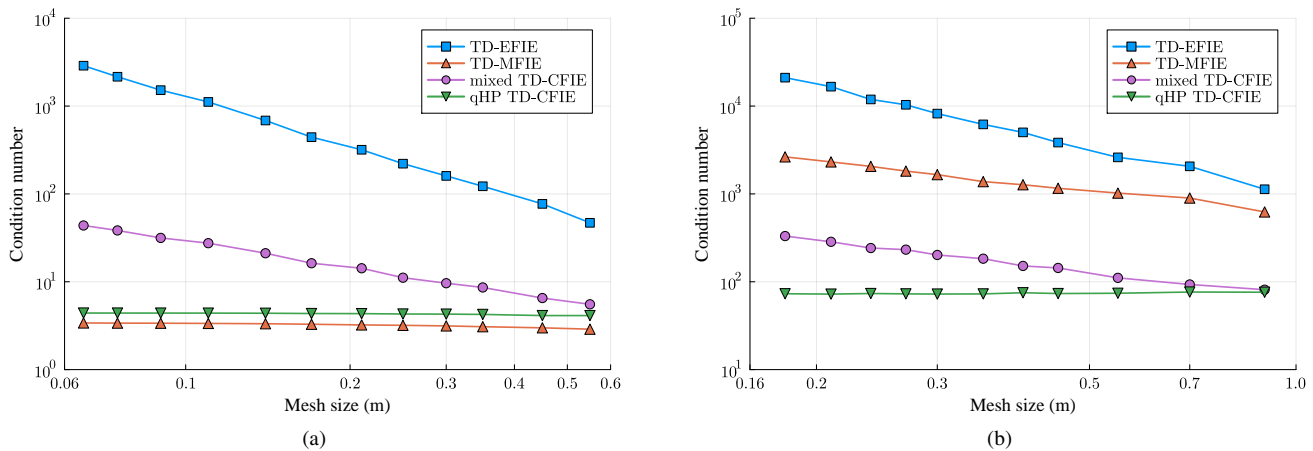 10^4
10^3
10^2
10^1
10^0
Condition number
TD-EFIE
TD-MFIE
mixed TD-CFIE
qHP TD-CFIE
0.06
0.1
0.2
0.3
0.4
0.5
0.6
Mesh size (m)
(a)
10^5
10^4
10^3
10^2
10^1
Condition number
TD-EFIE
TD-MFIE
mixed TD-CFIE
qHP TD-CFIE
0.16
0.2
0.3
0.5
0.7
1.0
Mesh size (m)
(b)